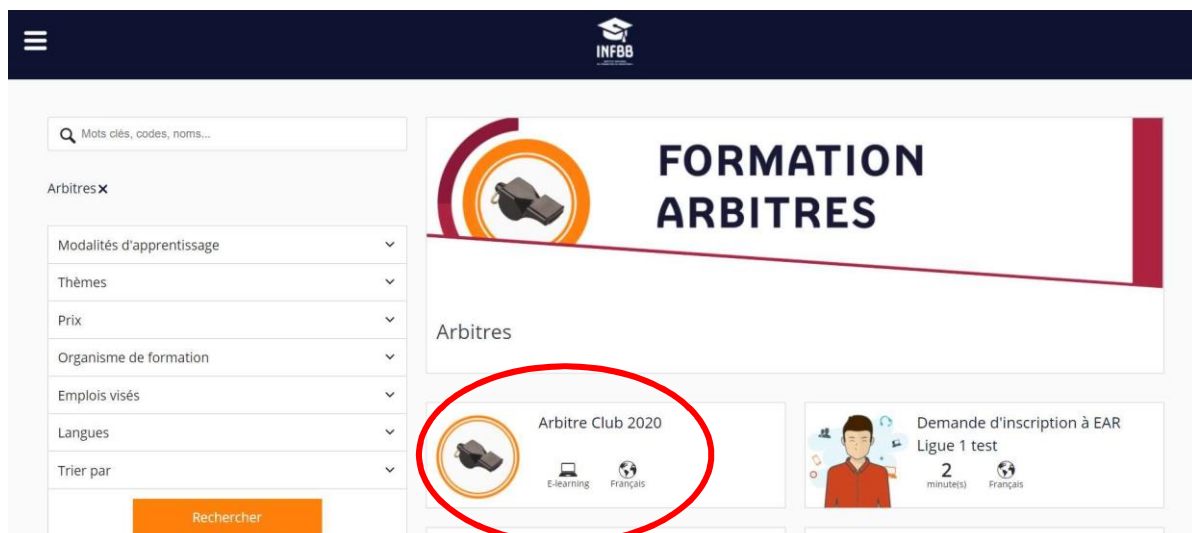 INFBB
Mots clés, codes, noms...
Arbitres
Modalités d'apprentissage
Thèmes
Prix
Organisme de formation
Emplois visés
Langues
Trier par
Rechercher
FORMATION
ARBITRES
Arbitres
Arbitre Club 2020
E-learning Français
Demande d'inscription à EAR
Ligue 1 test
2
minute(s) Français